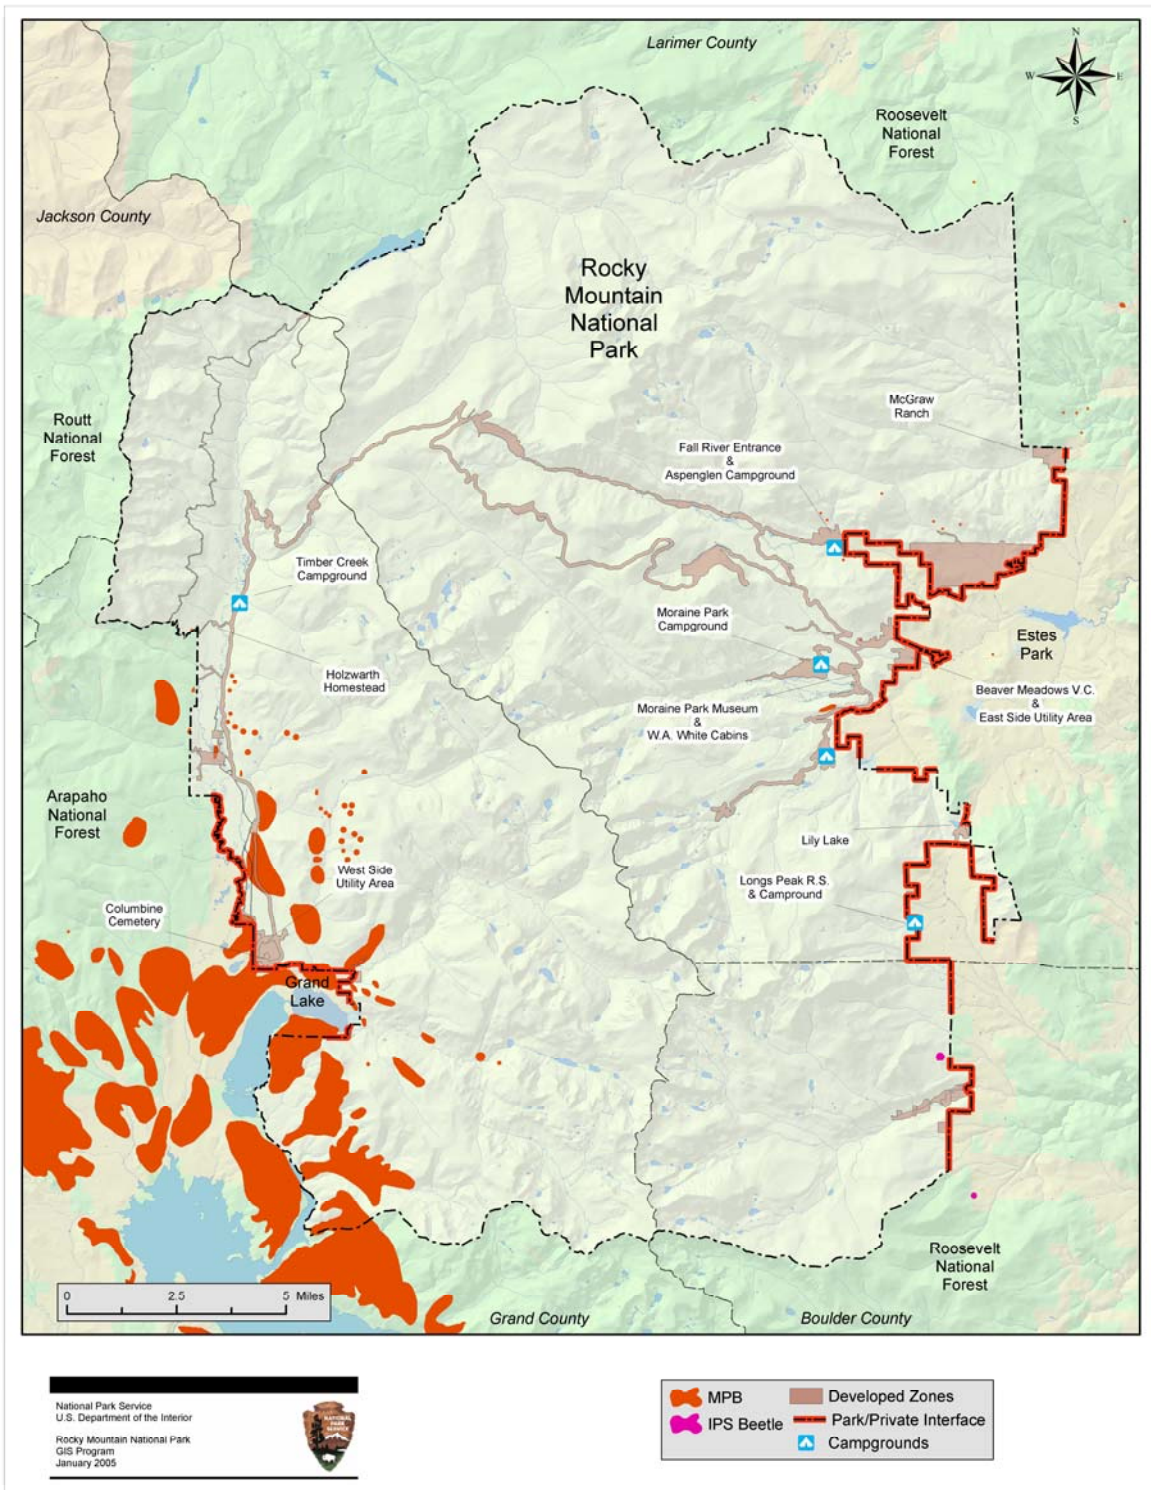 Larimer County
N
W
E
S
Roosevelt
National
Forest
Jackson County
Rocky
Mountain
National
Park
McGraw
Ranch
Routt
National
Forest
Fall River Entrance
&
Aspenglen Campground
Timber Creek
Campground
Moraine Park
Campground
Estes
Park
Holzwarth
Homestead
Beaver Meadows V.C.
&
East Side Utility Area
Moraine Park Museum
&
W.A. White Cabins
Arapaho
National
Forest
Lily Lake
West Side
Utility Area
Longs Peak R.S.
& Camground
Columbine
Cemetery
Grand
Lake
Roosevelt
National
Forest
0 2.5 5 Miles
Grand County
Boulder County
National Park Service
U.S. Department of the Interior
Rocky Mountain National Park
GIS Program
January 2005
NATIONAL
PARK
SERVICE
MPB
IPS Beetle
Developed Zones
Park/Private Interface
Campgrounds